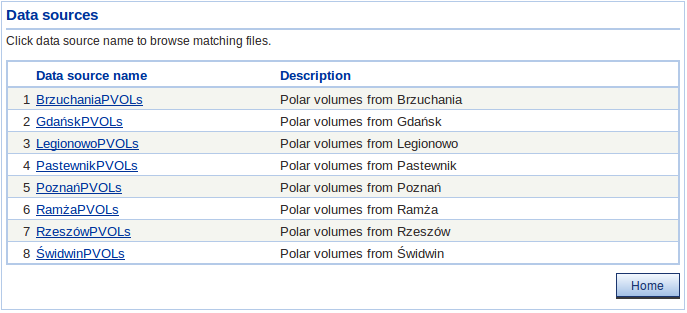 Data sources
Click data source name to browse matching files.
Data source name Description
1 BrzuchaniaPVOLs Polar volumes from Brzuchania
2 GdańskPVOLs Polar volumes from Gdańsk
3 LegionowoPVOLs Polar volumes from Legionowo
4 PastewnikPVOLs Polar volumes from Pastewnik
5 PoznańPVOLs Polar volumes from Poznań
6 RamżaPVOLs Polar volumes from Ramża
7 RzeszówPVOLs Polar volumes from Rzeszów
8 ŚwidwinPVOLs Polar volumes from Świdwin
Home